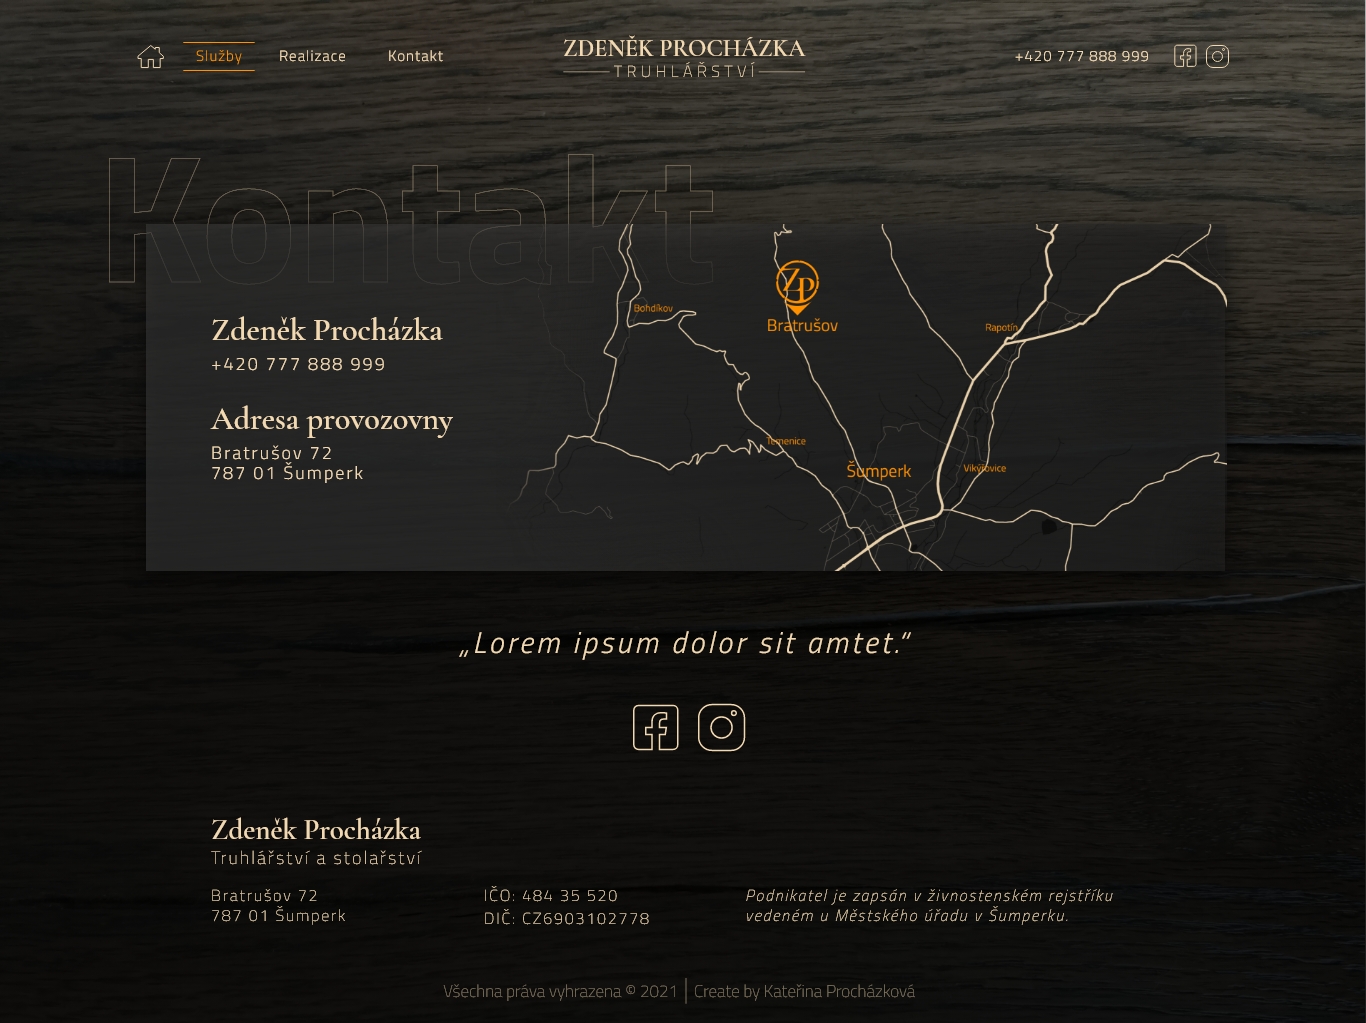 Služby
Realizace
Kontakt
ZDENĚK PROCHÁZKA
TRUHLÁŘSTVÍ
+420 777 888 999
Kontakt
Zdeněk Procházka
+420 777 888 999
Adresa provozovny
Bratrušov 72
787 01 Šumperk
Bohdíkov
ZP
Bratrušov
Rapotín
Temenice
Šumperk
Vikýřovice
„Lorem ipsum dolor sit amtet.“
Zdeněk Procházka
Truhlářství a stolařství
Bratrušov 72
787 01 Šumperk
IČO: 484 35 520
DIČ: CZ6903102778
Podnikatel je zapsán v živnostenském rejstříku
vedeném u Městského úřadu v Šumperku.
Všechna práva vyhrazena © 2021 | Create by Kateřina Procházková